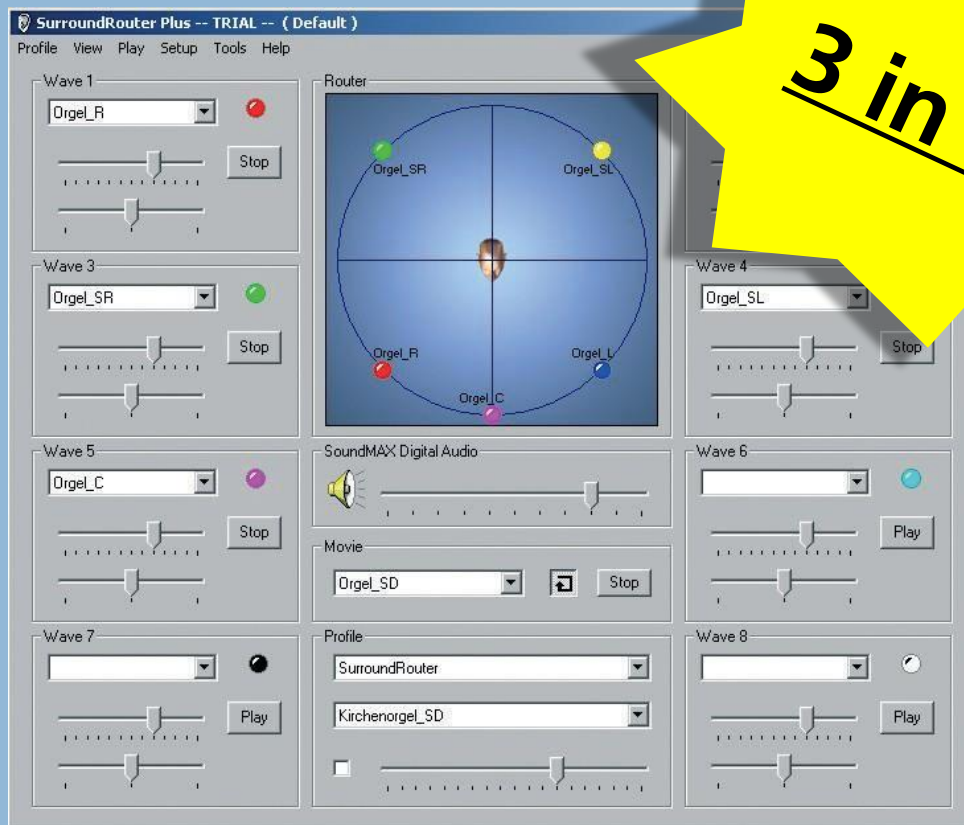 SurroundRouter Plus -- TRIAL -- ( Default )
Profile View Play Setup Tools Help
3 in
Wave 1
Orgel_R
Stop
Router
Orgel_SR
Orgel_SL
Orgel_R
Orgel_L
Orgel_C
Wave 3
Orgel_SR
Stop
Wave 4
Orgel_SL
Stop
Wave 5
Orgel_C
Stop
SoundMAX Digital Audio
Wave 6
Play
Movie
Orgel_SD
Stop
Wave 7
Play
Profile
SurroundRouter
Kirchenorgel_SD
Wave 8
Play